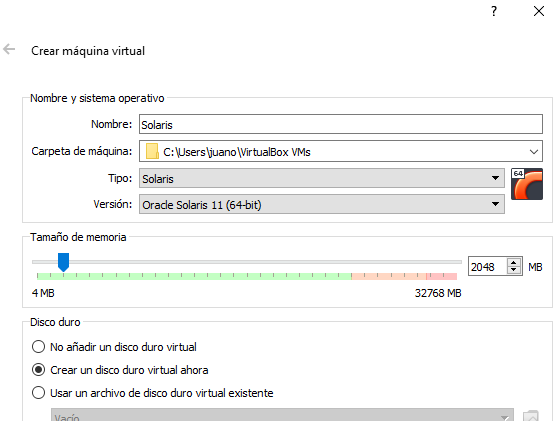 ?
Crear máquina virtual
Nombre y sistema operativo
Nombre: Solaris
Carpeta de máquina: C:\Users\juano\VirtualBox VMs
Tipo: Solaris
64
Versión: Oracle Solaris 11 (64-bit)
Tamaño de memoria
2048 MB
4 MB 32768 MB
Disco duro
No añadir un disco duro virtual
Crear un disco duro virtual ahora
Usar un archivo de disco duro virtual existente
Vacío